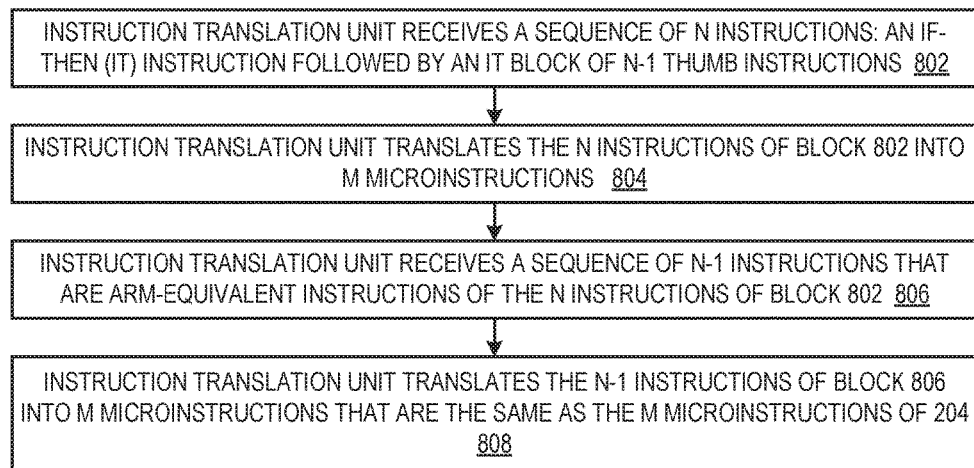 INSTRUCTION TRANSLATION UNIT RECEIVES A SEQUENCE OF N INSTRUCTIONS: AN IF-
THEN (IT) INSTRUCTION FOLLOWED BY AN IT BLOCK OF N-1 THUMB INSTRUCTIONS 802
INSTRUCTION TRANSLATION UNIT TRANSLATES THE N INSTRUCTIONS OF BLOCK 802 INTO
M MICROINSTRUCTIONS 804
INSTRUCTION TRANSLATION UNIT RECEIVES A SEQUENCE OF N-1 INSTRUCTIONS THAT
ARE ARM-EQUIVALENT INSTRUCTIONS OF THE N INSTRUCTIONS OF BLOCK 802 806
INSTRUCTION TRANSLATION UNIT TRANSLATES THE N-1 INSTRUCTIONS OF BLOCK 806
INTO M MICROINSTRUCTIONS THAT ARE THE SAME AS THE M MICROINSTRUCTIONS OF 204
808